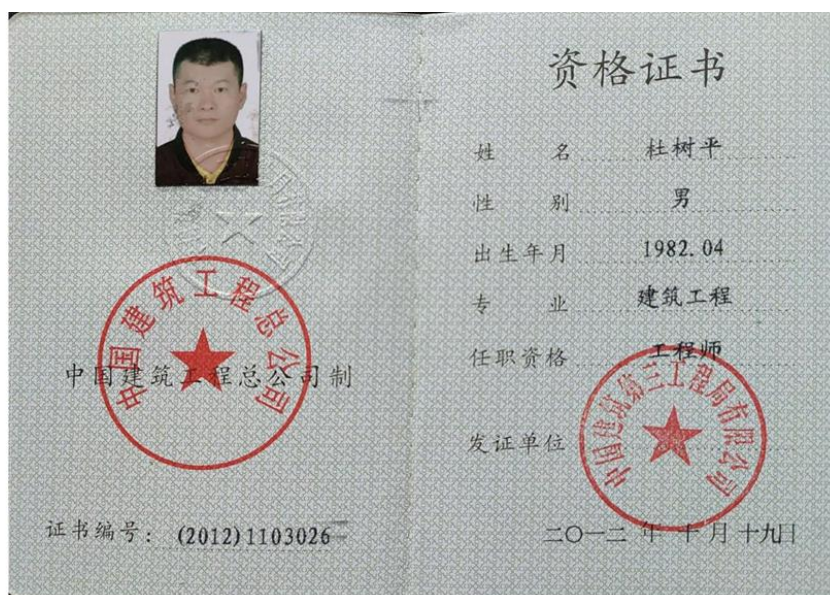 中国建筑工程总公司
中国建筑工程总公司制
证书编号：(2012)1103026
资格证书
姓 名 杜树平
性 别 男
出生年月 1982.04
专 业 建筑工程
任职资格 工程师
发证单位
中国建筑第三工程局有限公司
二〇一二 年 十 月 十九日